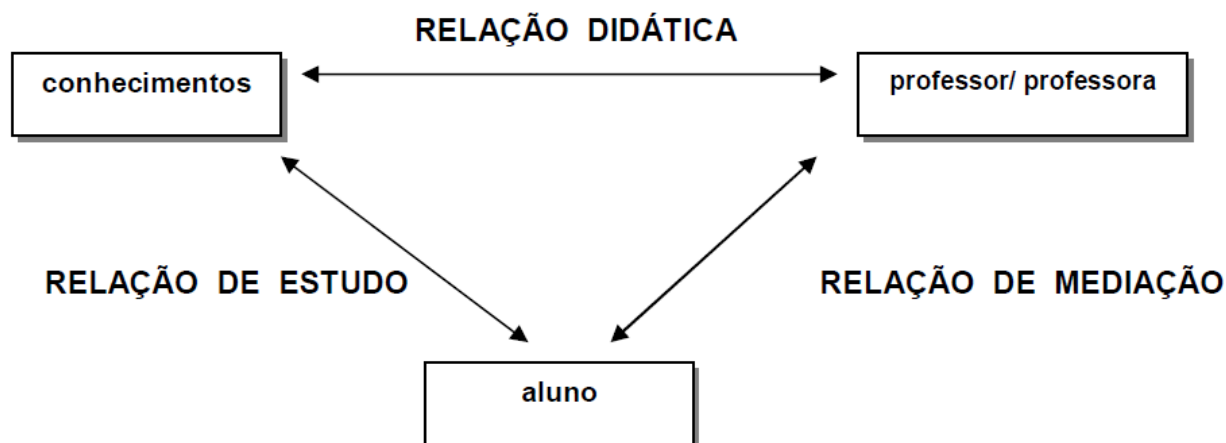 RELAÇÃO DIDÁTICA
conhecimentos
professor/ professora
RELAÇÃO DE ESTUDO
RELAÇÃO DE MEDIAÇÃO
aluno